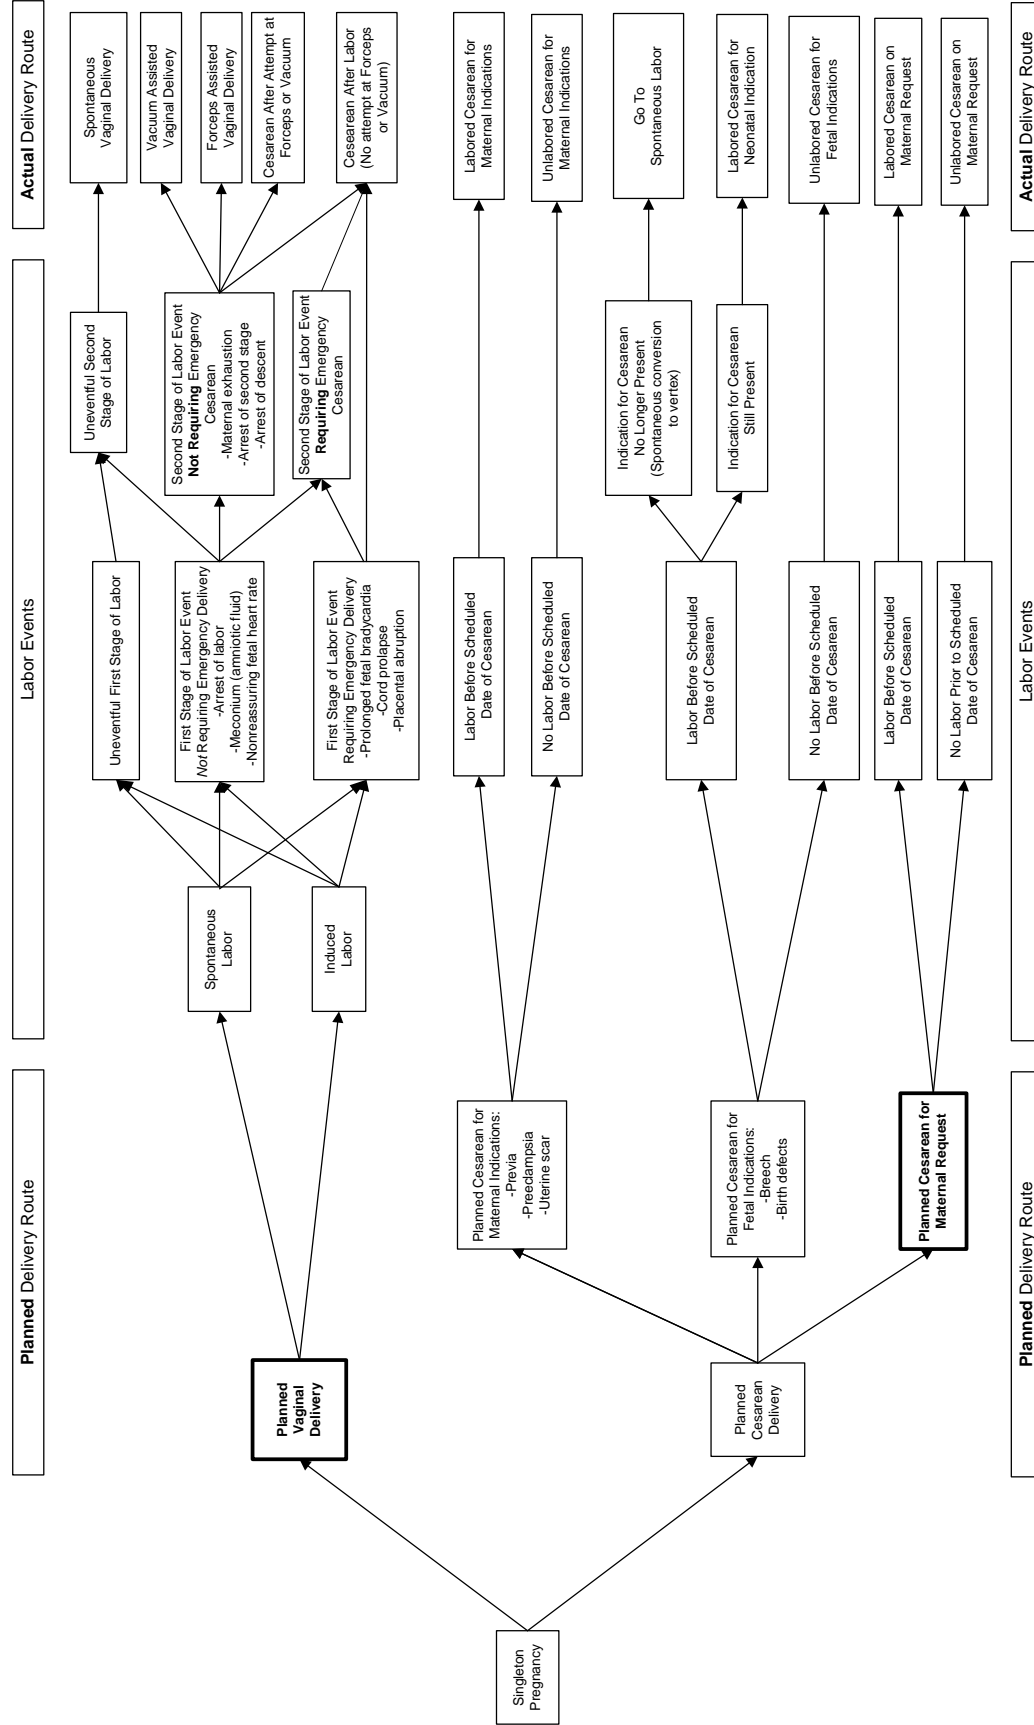 Planned Delivery Route
Labor Events
Actual Delivery Route
Singleton
Pregnancy
Planned
Vaginal
Delivery
Planned
Cesarean
Delivery
Planned Cesarean for
Maternal Indications:
-Previa
-Preeclampsia
-Uterine scar
Planned Cesarean for
Fetal Indications:
-Breech
-Birth defects
Planned Cesarean for
Maternal Request
Spontaneous
Labor
Induced
Labor
Uneventful First Stage of Labor
First Stage of Labor Event
Not Requiring Emergency Delivery
-Arrest of labor
-Meconium (amniotic fluid)
-Nonreassuring fetal heart rate
First Stage of Labor Event
Requiring Emergency Delivery
-Prolonged fetal bradycardia
-Cord prolapse
-Placental abruption
Labor Before Scheduled
Date of Cesarean
No Labor Before Scheduled
Date of Cesarean
Labor Before Scheduled
Date of Cesarean
No Labor Before Scheduled
Date of Cesarean
Labor Before Scheduled
Date of Cesarean
No Labor Prior to Scheduled
Date of Cesarean
Uneventful Second
Stage of Labor
Second Stage of Labor Event
Not Requiring Emergency
Cesarean
-Maternal exhaustion
-Arrest of second stage
-Arrest of descent
Second Stage of Labor Event
Requiring Emergency
Cesarean
Indication for Cesarean
No Longer Present
(Spontaneous conversion
to vertex)
Indication for Cesarean
Still Present
Spontaneous
Vaginal Delivery
Vacuum Assisted
Vaginal Delivery
Forceps Assisted
Vaginal Delivery
Cesarean After Attempt at
Forceps or Vacuum
Cesearean After Labor
(No attempt at Forceps
or Vacuum)
Labored Cesarean for
Maternal Indications
Unlabored Cesarean for
Maternal Indications
Go To
Spontaneous Labor
Labored Cesarean for
Neonatal Indication
Unlabored Cesarean for
Fetal Indications
Labored Cesarean on
Maternal Request
Unlabored Cesarean on
Maternal Request
Planned Delivery Route
Labor Events
Actual Delivery Route